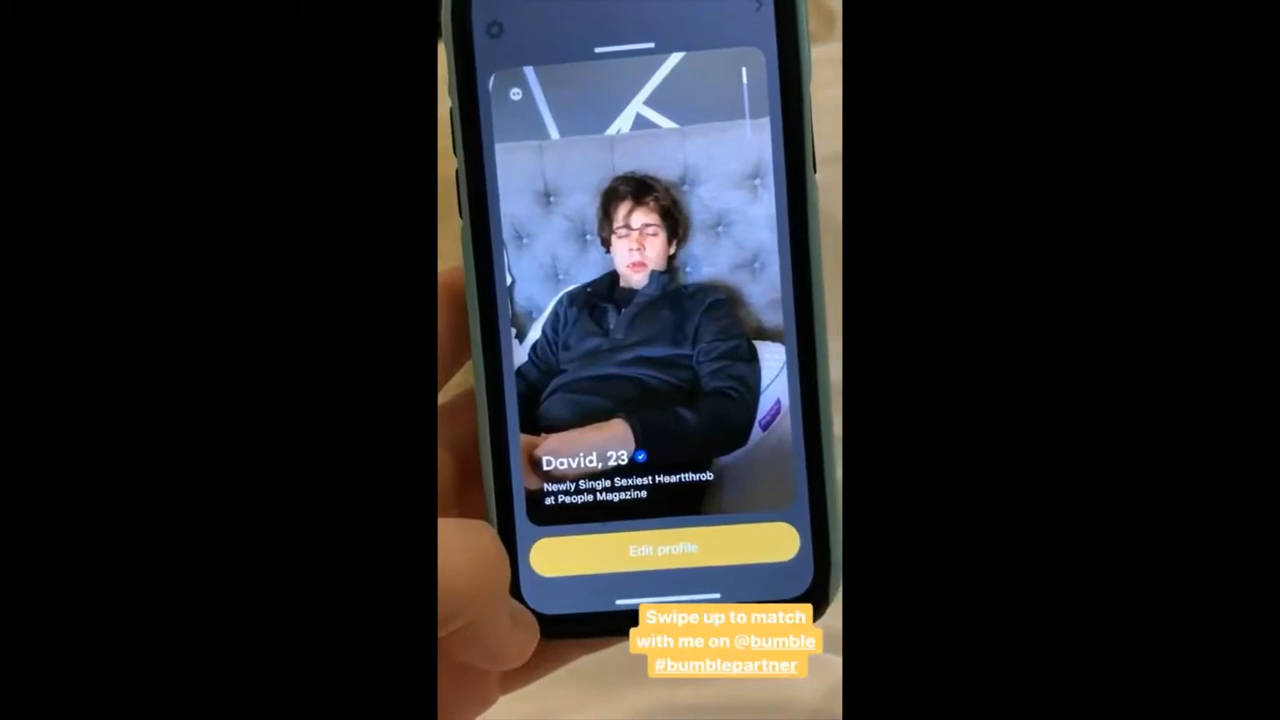 David, 23
Newly Single Sexiest Heartthrob
at People Magazine
Edit profile
Swipe up to match
with me on @bumble
#bumblepartner